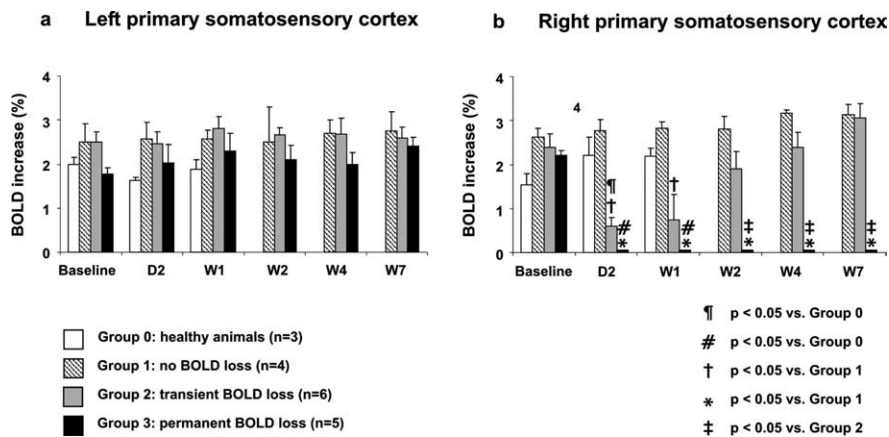 a Left primary somatosensory cortex
BOLD increase (%)
4
3
2
1
0
Baseline D2 W1 W2 W4 W7
Group 0: healthy animals (n=3)
Group 1: no BOLD loss (n=4)
Group 2: transient BOLD loss (n=6)
Group 3: permanent BOLD loss (n=5)
b Right primary somatosensory cortex
BOLD increase (%)
4
3
2
1
0
4
¶
†
#
*
†
#
*
‡
*
‡
*
‡
*
Baseline D2 W1 W2 W4 W7
¶ p < 0.05 vs. Group 0
# p < 0.05 vs. Group 0
† p < 0.05 vs. Group 1
* p < 0.05 vs. Group 1
‡ p < 0.05 vs. Group 2